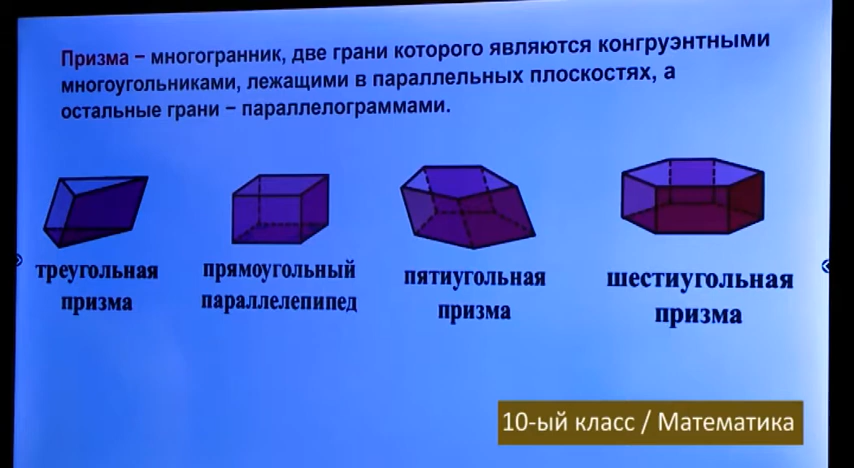 Призма – многогранник, две грани которого являются конгруэнтными
многоугольниками, лежащими в параллельных плоскостях, а
остальные грани – параллелограммами.
треугольная
призма
прямоугольный
параллелепипед
пятиугольная
призма
шестиугольная
призма
10-ый класс / Математика